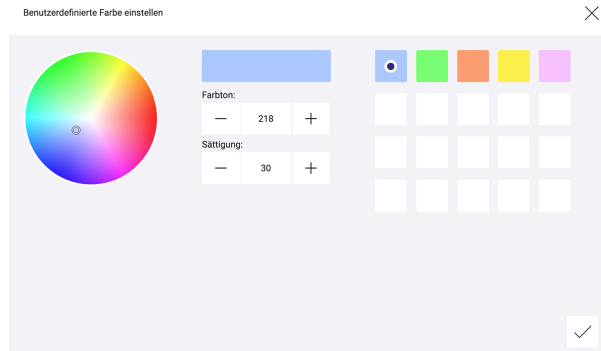 Benutzerdefinierte Farbe einstellen
Farbton:
218
Sättigung:
30